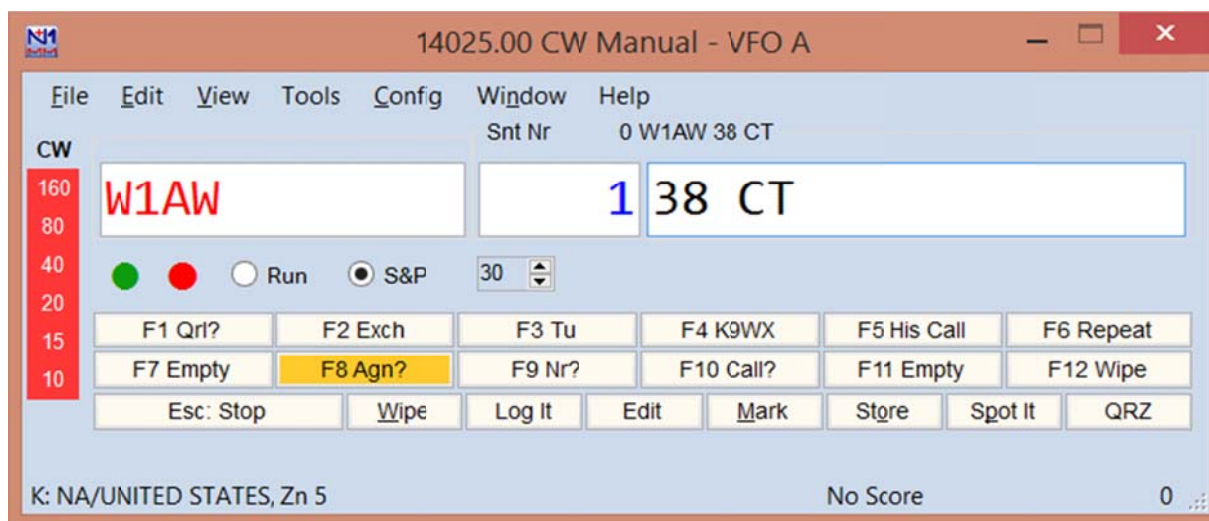 N1MM
14025.00 CW Manual - VFO A
File Edit View Tools Config Window Help
CW
Snt Nr 0 W1AW 38 CT
160
80
40
20
15
10
W1AW 1 38 CT
Run S&P 30
F1 Qrl? F2 Exch F3 Tu F4 K9WX F5 His Call F6 Repeat
F7 Empty F8 Agn? F9 Nr? F10 Call? F11 Empty F12 Wipe
Esc: Stop Wipe Log It Edit Mark Store Spot It QRZ
K: NA/UNITED STATES, Zn 5 No Score 0